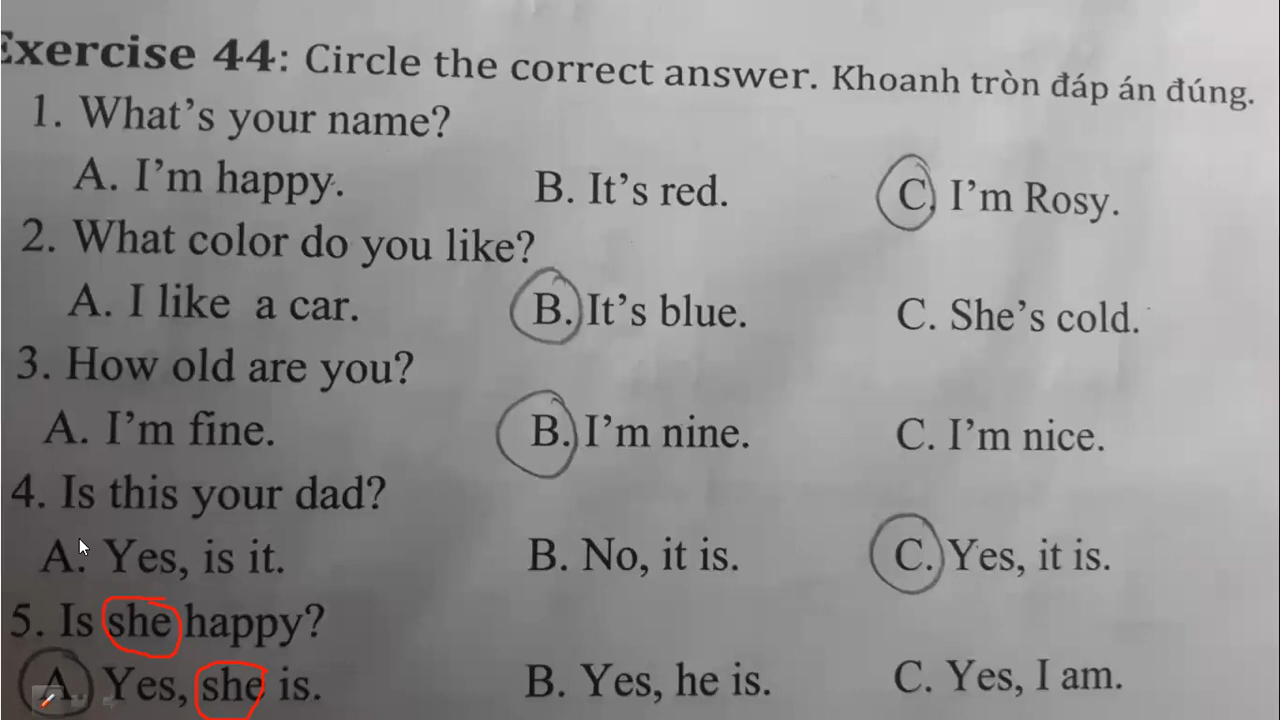 Exercise 44: Circle the correct answer. Khoanh tròn đáp án đúng.
1. What's your name?
A. I'm happy. B. It's red. C. I'm Rosy.
2. What color do you like?
A. I like a car. B. It's blue. C. She's cold.
3. How old are you?
A. I'm fine. B. I'm nine. C. I'm nice.
4. Is this your dad?
A. Yes, is it. B. No, it is. C. Yes, it is.
5. Is she happy?
A. Yes, she is. B. Yes, he is. C. Yes, I am.